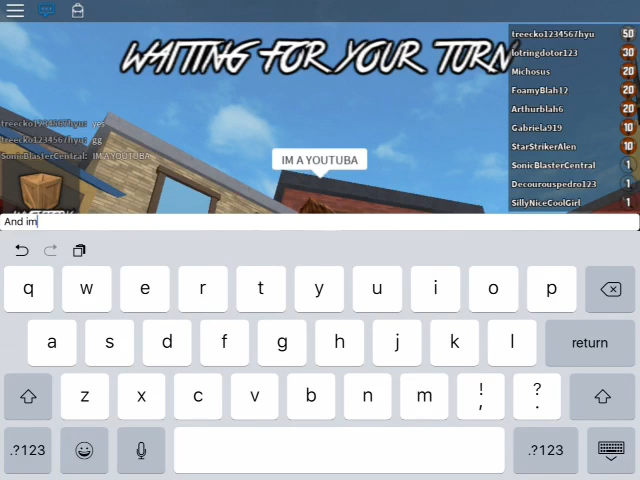 WAITING FOR YOUR TURN
treecko1234567hyu 50
lotringdotor123 30
Michosus 20
FoamyBlah12 20
Arthurblah6 20
Gabriela919 10
StarStrikerAlen 10
SonicBlasterCentral 1
Decourouspedro123 1
SillyNiceCoolGirl 1
treecko1234567hyu: yes
treecko1234567hyu: gg
SonicBlasterCentral: IM A YOUTUBA
IM A YOUTUBA
And im
q w e r t y u i o p
a s d f g h j k l return
z x c v b n m ! , ? .
.?123 .?123